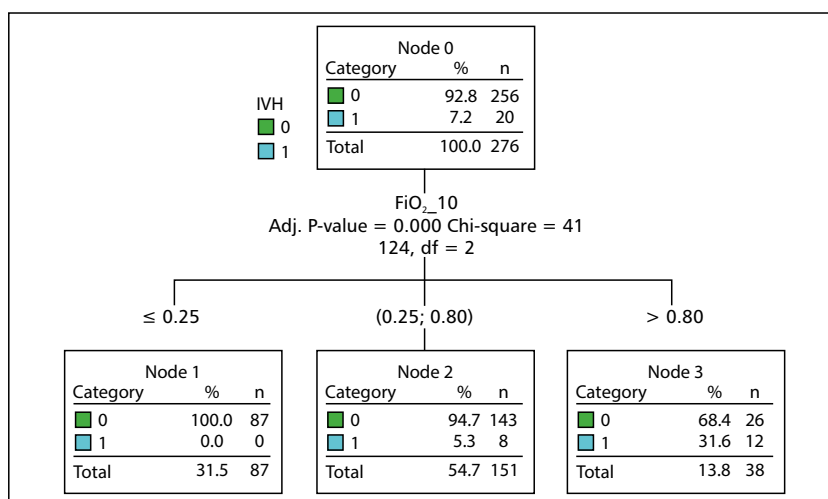 Node 0
Category % n
0 92.8 256
1 7.2 20
Total 100.0 276
IVH
0
1
FiO₂_10
Adj. P-value = 0.000 Chi-square = 41
124, df = 2
≤ 0.25
(0.25; 0.80)
> 0.80
Node 1
Category % n
0 100.0 87
1 0.0 0
Total 31.5 87
Node 2
Category % n
0 94.7 143
1 5.3 8
Total 54.7 151
Node 3
Category % n
0 68.4 26
1 31.6 12
Total 13.8 38